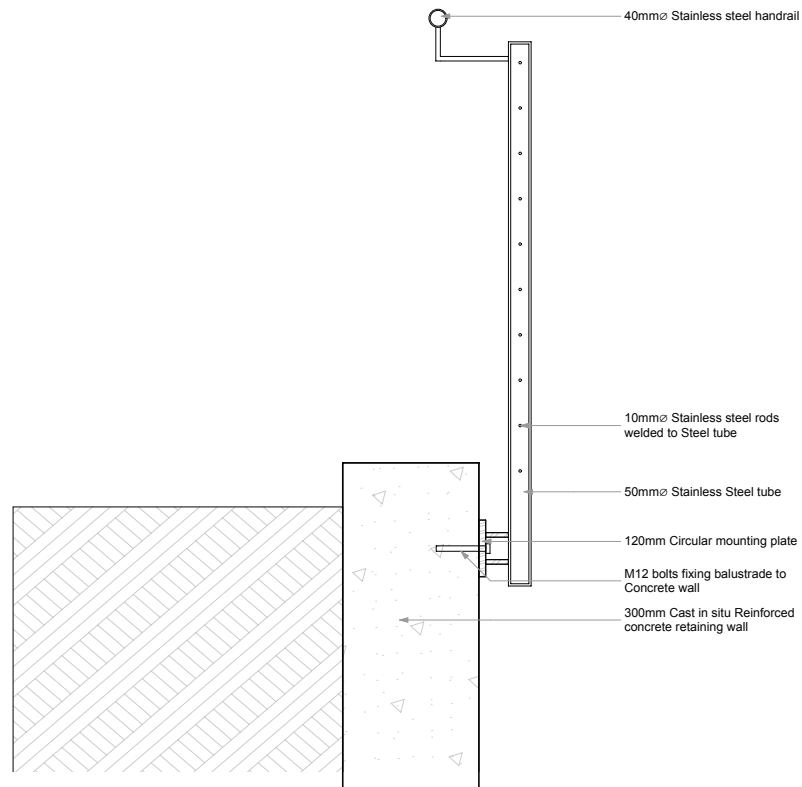 40mm⌀ Stainless steel handrail
10mm⌀ Stainless steel rods
welded to Steel tube
50mm⌀ Stainless Steel tube
120mm Circular mounting plate
M12 bolts fixing balustrade to
Concrete wall
300mm Cast in situ Reinforced
concrete retaining wall